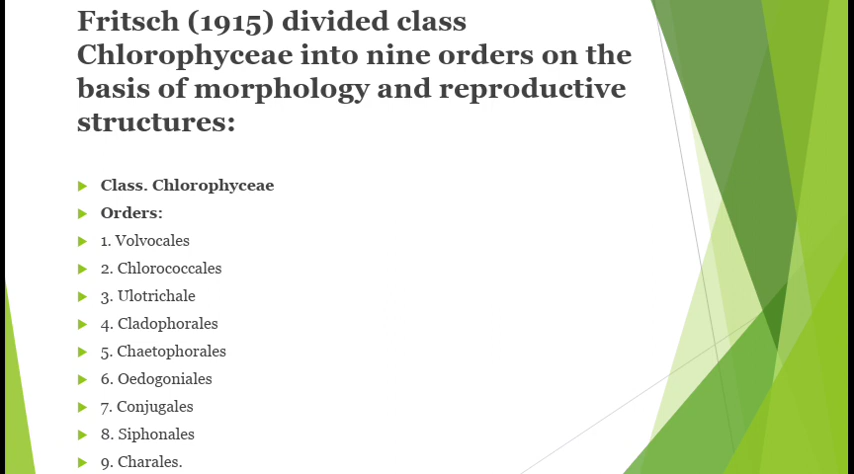 Fritsch (1915) divided class
Chlorophyceae into nine orders on the
basis of morphology and reproductive
structures:
Class. Chlorophyceae
Orders:
1. Volvocales
2. Chlorococcales
3. Ulotrichale
4. Cladophorales
5. Chaetophorales
6. Oedogoniales
7. Conjugales
8. Siphonales
9. Charales.